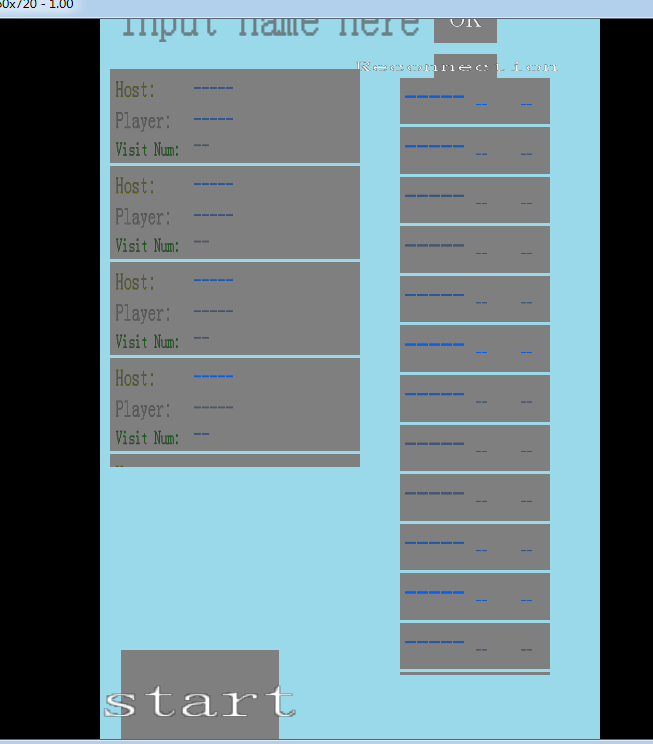 50x720 - 1.00
Input name here OK
Reconnection
Host: -----
Player: -----
Visit Num: --
Host: -----
Player: -----
Visit Num: --
Host: -----
Player: -----
Visit Num: --
Host: -----
Player: -----
Visit Num: --
----- -- --
----- -- --
----- -- --
----- -- --
----- -- --
----- -- --
----- -- --
----- -- --
----- -- --
----- -- --
----- -- --
----- -- --
start